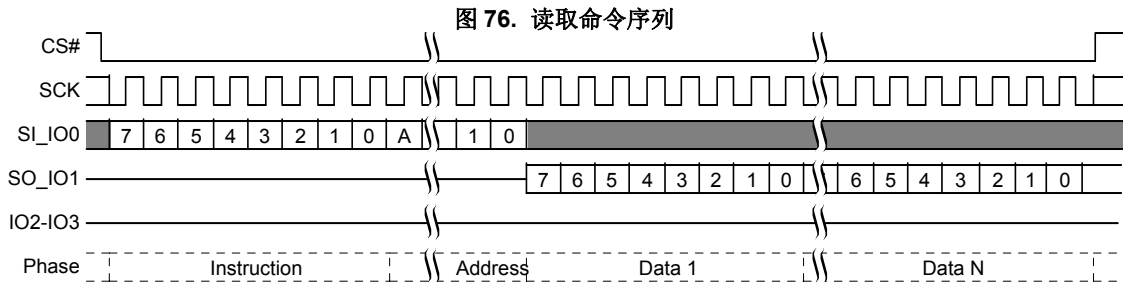 图 76. 读取命令序列
CS#
SCK
SI_IO0 7 6 5 4 3 2 1 0 A 1 0
SO_IO1 7 6 5 4 3 2 1 0 6 5 4 3 2 1 0
IO2-IO3
Phase Instruction Address Data 1 Data N